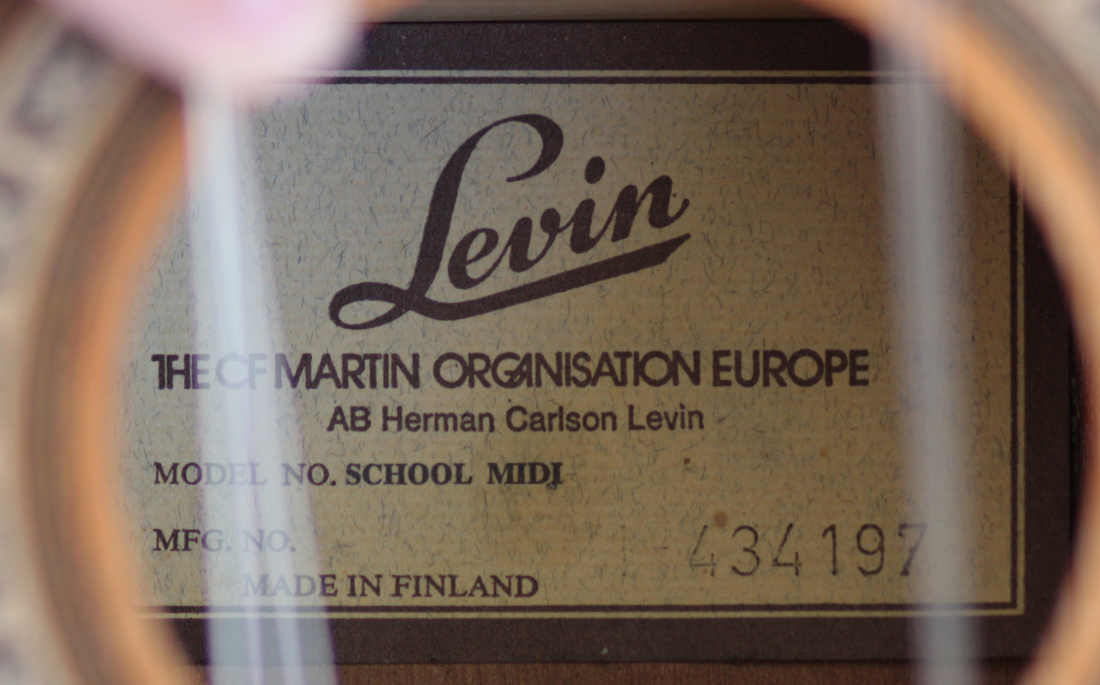 Levin
THE CF MARTIN ORGANISATION EUROPE
AB Herman Carlson Levin
MODEL NO. SCHOOL MIDI
MFG. NO. 434197
MADE IN FINLAND